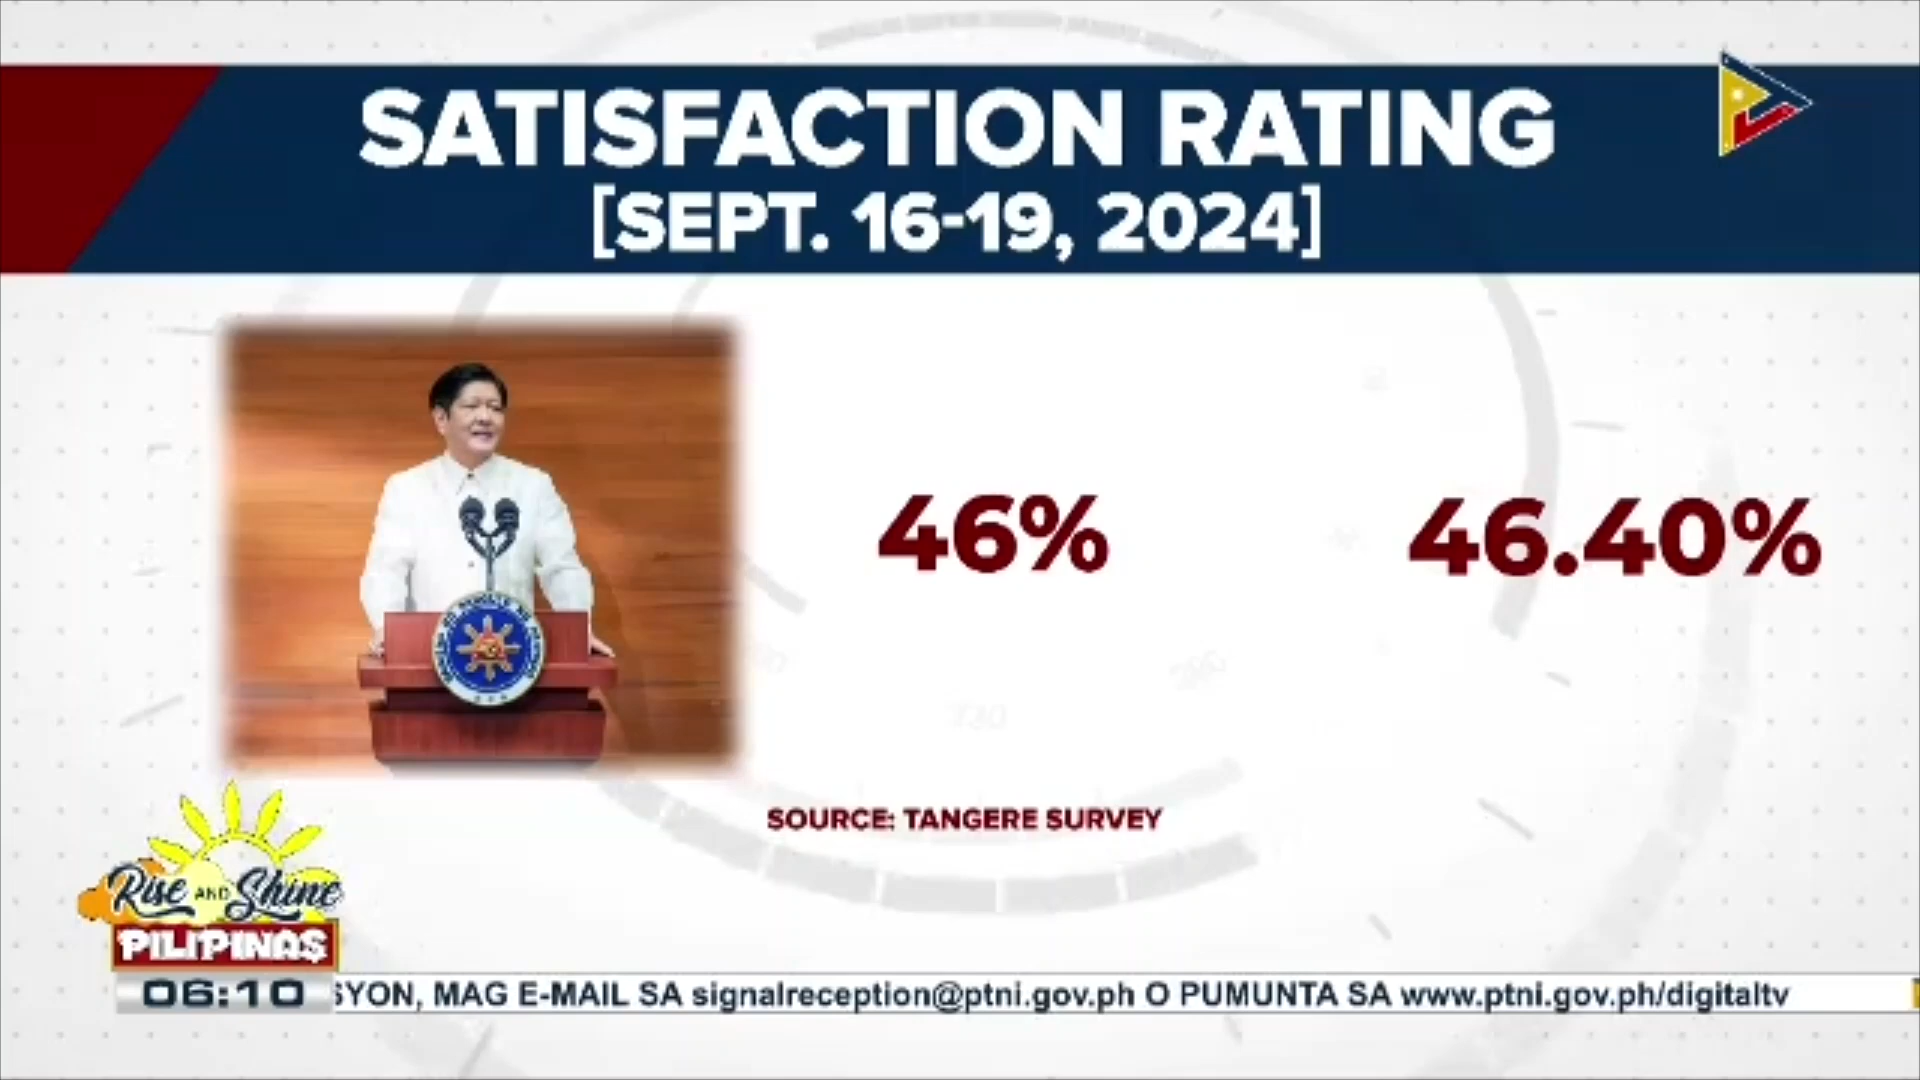 SATISFACTION RATING
[SEPT. 16-19, 2024]
46%
46.40%
SOURCE: TANGERE SURVEY
Rise AND Shine
PILIPINAS
06:10
SYON, MAG E-MAIL SA signalreception@ptni.gov.ph O PUMUNTA SA www.ptni.gov.ph/digitaltv